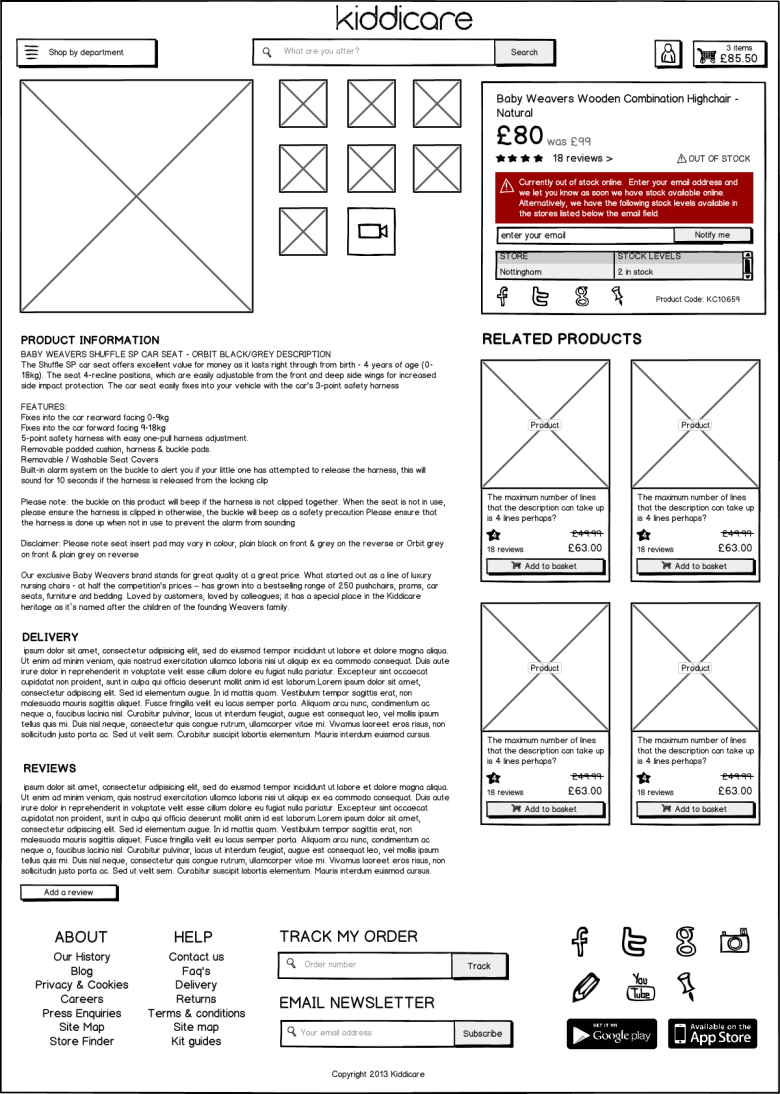 kiddicare
Shop by department
What are you after?
Search
3 items
£85.50
Baby Weavers Wooden Combination Highchair -
Natural
£80 was £99
18 reviews >
OUT OF STOCK
Currently out of stock online. Enter your email address and
we let you know as soon we have stock available online.
Alternatively, we have the following stock levels available in
the stores listed below the email field.
enter your email
Notify me
STORE
STOCK LEVELS
Nottingham
2 in stock
Product Code: KC10659
PRODUCT INFORMATION
BABY WEAVERS SHUFFLE SP CAR SEAT - ORBIT BLACK/GREY DESCRIPTION
The Shuffle SP car seat offers excellent value for money as it lasts right through from birth - 4 years of age (0-
18kg). The seat 4-recline positions, which are easily adjustable from the front and deep side wings for increased
side impact protection. The car seat easily fixes into your vehicle with the car's 3-point safety harness
FEATURES:
Fixes into the car rearward facing 0-9kg
Fixes into the car forward facing 9-18kg
5-point safety harness with easy one-pull harness adjustment.
Removable padded cushion, harness & buckle pads.
Removable / Washable Seat Covers
Built-in alarm system on the buckle to alert you if your little one has attempted to release the harness, this will
sound for 10 seconds if the harness is released from the locking clip
Please note: the buckle on this product will beep if the harness is not clipped together. When the seat is not in use,
please ensure the harness is clipped in otherwise, the buckle will beep as a safety precaution Please ensure that
the harness is done up when not in use to prevent the alarm from sounding
Disclaimer: Please note seat insert pad may vary in colour, plain black on front & grey on the reverse or Orbit grey
on front & plain grey on reverse
Our exclusive Baby Weavers brand stands for great quality at a great price. What started out as a line of luxury
nursing chairs - at half the competition's prices – has grown into a bestselling range of 250 pushchairs, prams, car
seats, furniture and bedding. Loved by customers, loved by colleagues; it has a special place in the Kiddicare
heritage as it`s named after the children of the founding Weavers family.
DELIVERY
ipsum dolor sit amet, consectetur adipisicing elit, sed do eiusmod tempor incididunt ut labore et dolore magna aliqua.
Ut enim ad minim veniam, quis nostrud exercitation ullamco laboris nisi ut aliquip ex ea commodo consequat. Duis aute
irure dolor in reprehenderit in voluptate velit esse cillum dolore eu fugiat nulla pariatur. Excepteur sint occaecat
cupidatat non proident, sunt in culpa qui officia deserunt mollit anim id est laborum.Lorem ipsum dolor sit amet,
consectetur adipiscing elit. Sed id elementum augue. In id mattis quam. Vestibulum tempor sagittis erat, non
malesuada mauris aliquet. Fusce fringilla velit eu lacus semper porta. Aliquam arcu nunc, condimentum ac
neque a, faucibus lacinia nisl. Curabitur pulvinar, lacus ut interdum feugiat, augue est consequat leo, vel mollis ipsum
tellus quis mi. Duis nisl neque, consectetur quis congue rutrum, ullamcorper vitae mi. Vivamus laoreet eros risus, non
sollicitudin justo porta ac. Sed ut velit sem. Curabitur lobortis elementum. Mauris interdum euismod cursus.
REVIEWS
ipsum dolor sit amet, consectetur adipisicing elit, sed do eiusmod tempor incididunt ut labore et dolore magna aliqua.
Ut enim ad minim veniam, quis nostrud exercitation ullamco laboris nisi ut aliquip ex ea commodo consequat. Duis aute
irure dolor in reprehenderit in voluptate velit esse cillum dolore eu fugiat nulla pariatur. Excepteur sint occaecat
cupidatat non proident, sunt in culpa qui officia deserunt mollit anim id est laborum.Lorem ipsum dolor sit amet,
consectetur adipiscing elit. Sed id elementum augue. In id mattis quam. Vestibulum tempor sagittis erat, non
malesuada mauris aliquet. Fusce fringilla velit eu lacus semper porta. Aliquam arcu nunc, condimentum ac
neque a, faucibus lacinia nisl. Curabitur pulvinar, lacus ut interdum feugiat, augue est consequat leo, vel mollis ipsum
tellus quis mi. Duis nisl neque, consectetur quis congue rutrum, ullamcorper vitae mi. Vivamus laoreet eros risus, non
sollicitudin justo porta ac. Sed ut velit sem. Curabitur lobortis elementum. Mauris interdum euismod cursus.
Add a review
RELATED PRODUCTS
Product
The maximum number of lines
that the description can take up
is 4 lines perhaps?
£49.99
18 reviews
£63.00
Add to basket
Product
The maximum number of lines
that the description can take up
is 4 lines perhaps?
£49.99
18 reviews
£63.00
Add to basket
Product
The maximum number of lines
that the description can take up
is 4 lines perhaps?
£49.99
18 reviews
£63.00
Add to basket
Product
The maximum number of lines
that the description can take up
is 4 lines perhaps?
£49.99
18 reviews
£63.00
Add to basket
ABOUT
Our History
Blog
Privacy & Cookies
Careers
Press Enquiries
Site Map
Store Finder
HELP
Contact us
Faq's
Delivery
Returns
Terms & conditions
Site map
Kit guides
TRACK MY ORDER
Order number
Track
EMAIL NEWSLETTER
Your email address
Subscribe
You
Tube
GET IT ON
Google play
Available on the
App Store
Copyright 2013 Kiddicare